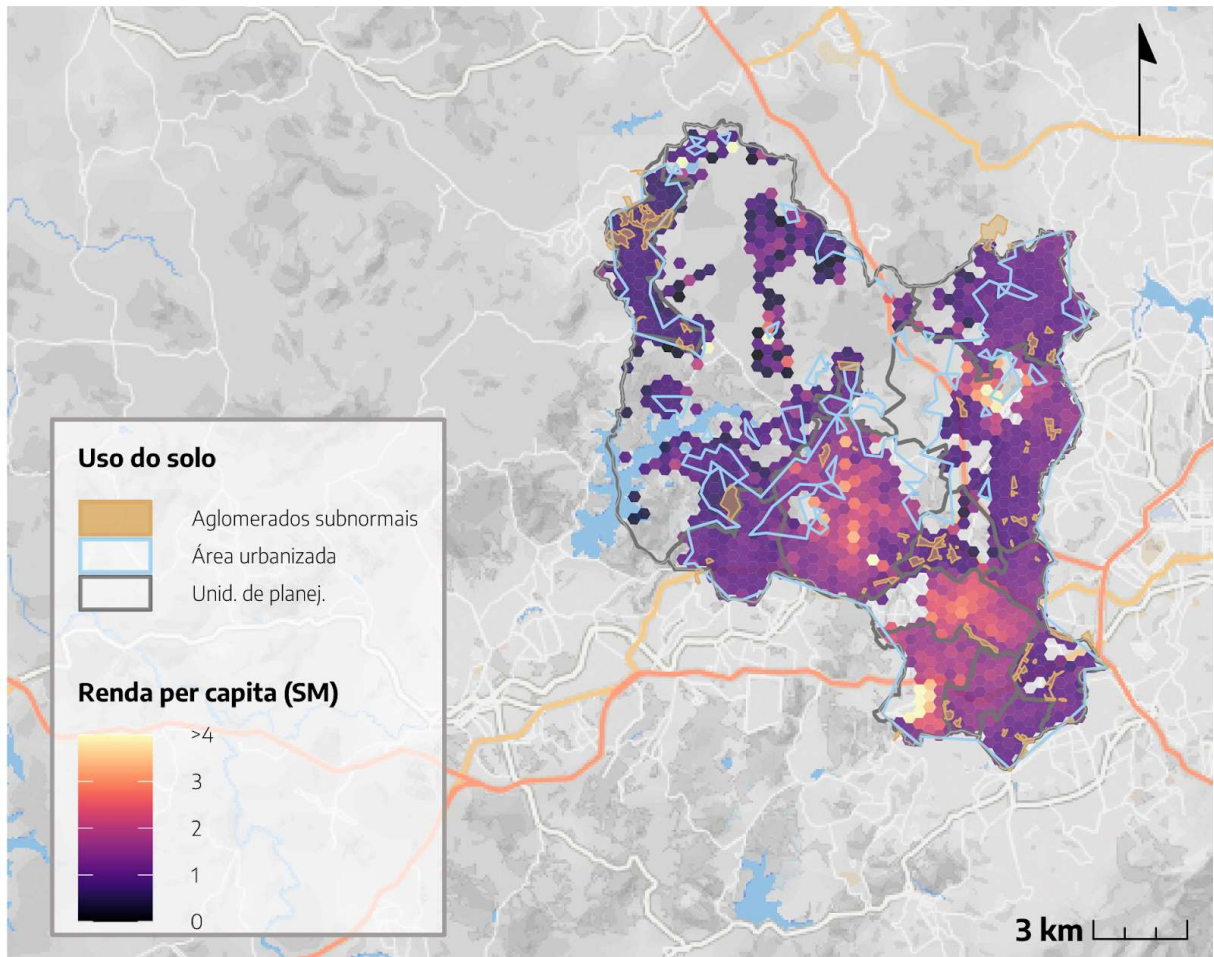 Uso do solo
Aglomerados subnormais
Área urbanizada
Unid. de planej.
Renda per capita (SM)
>4
3
2
1
0
3 km